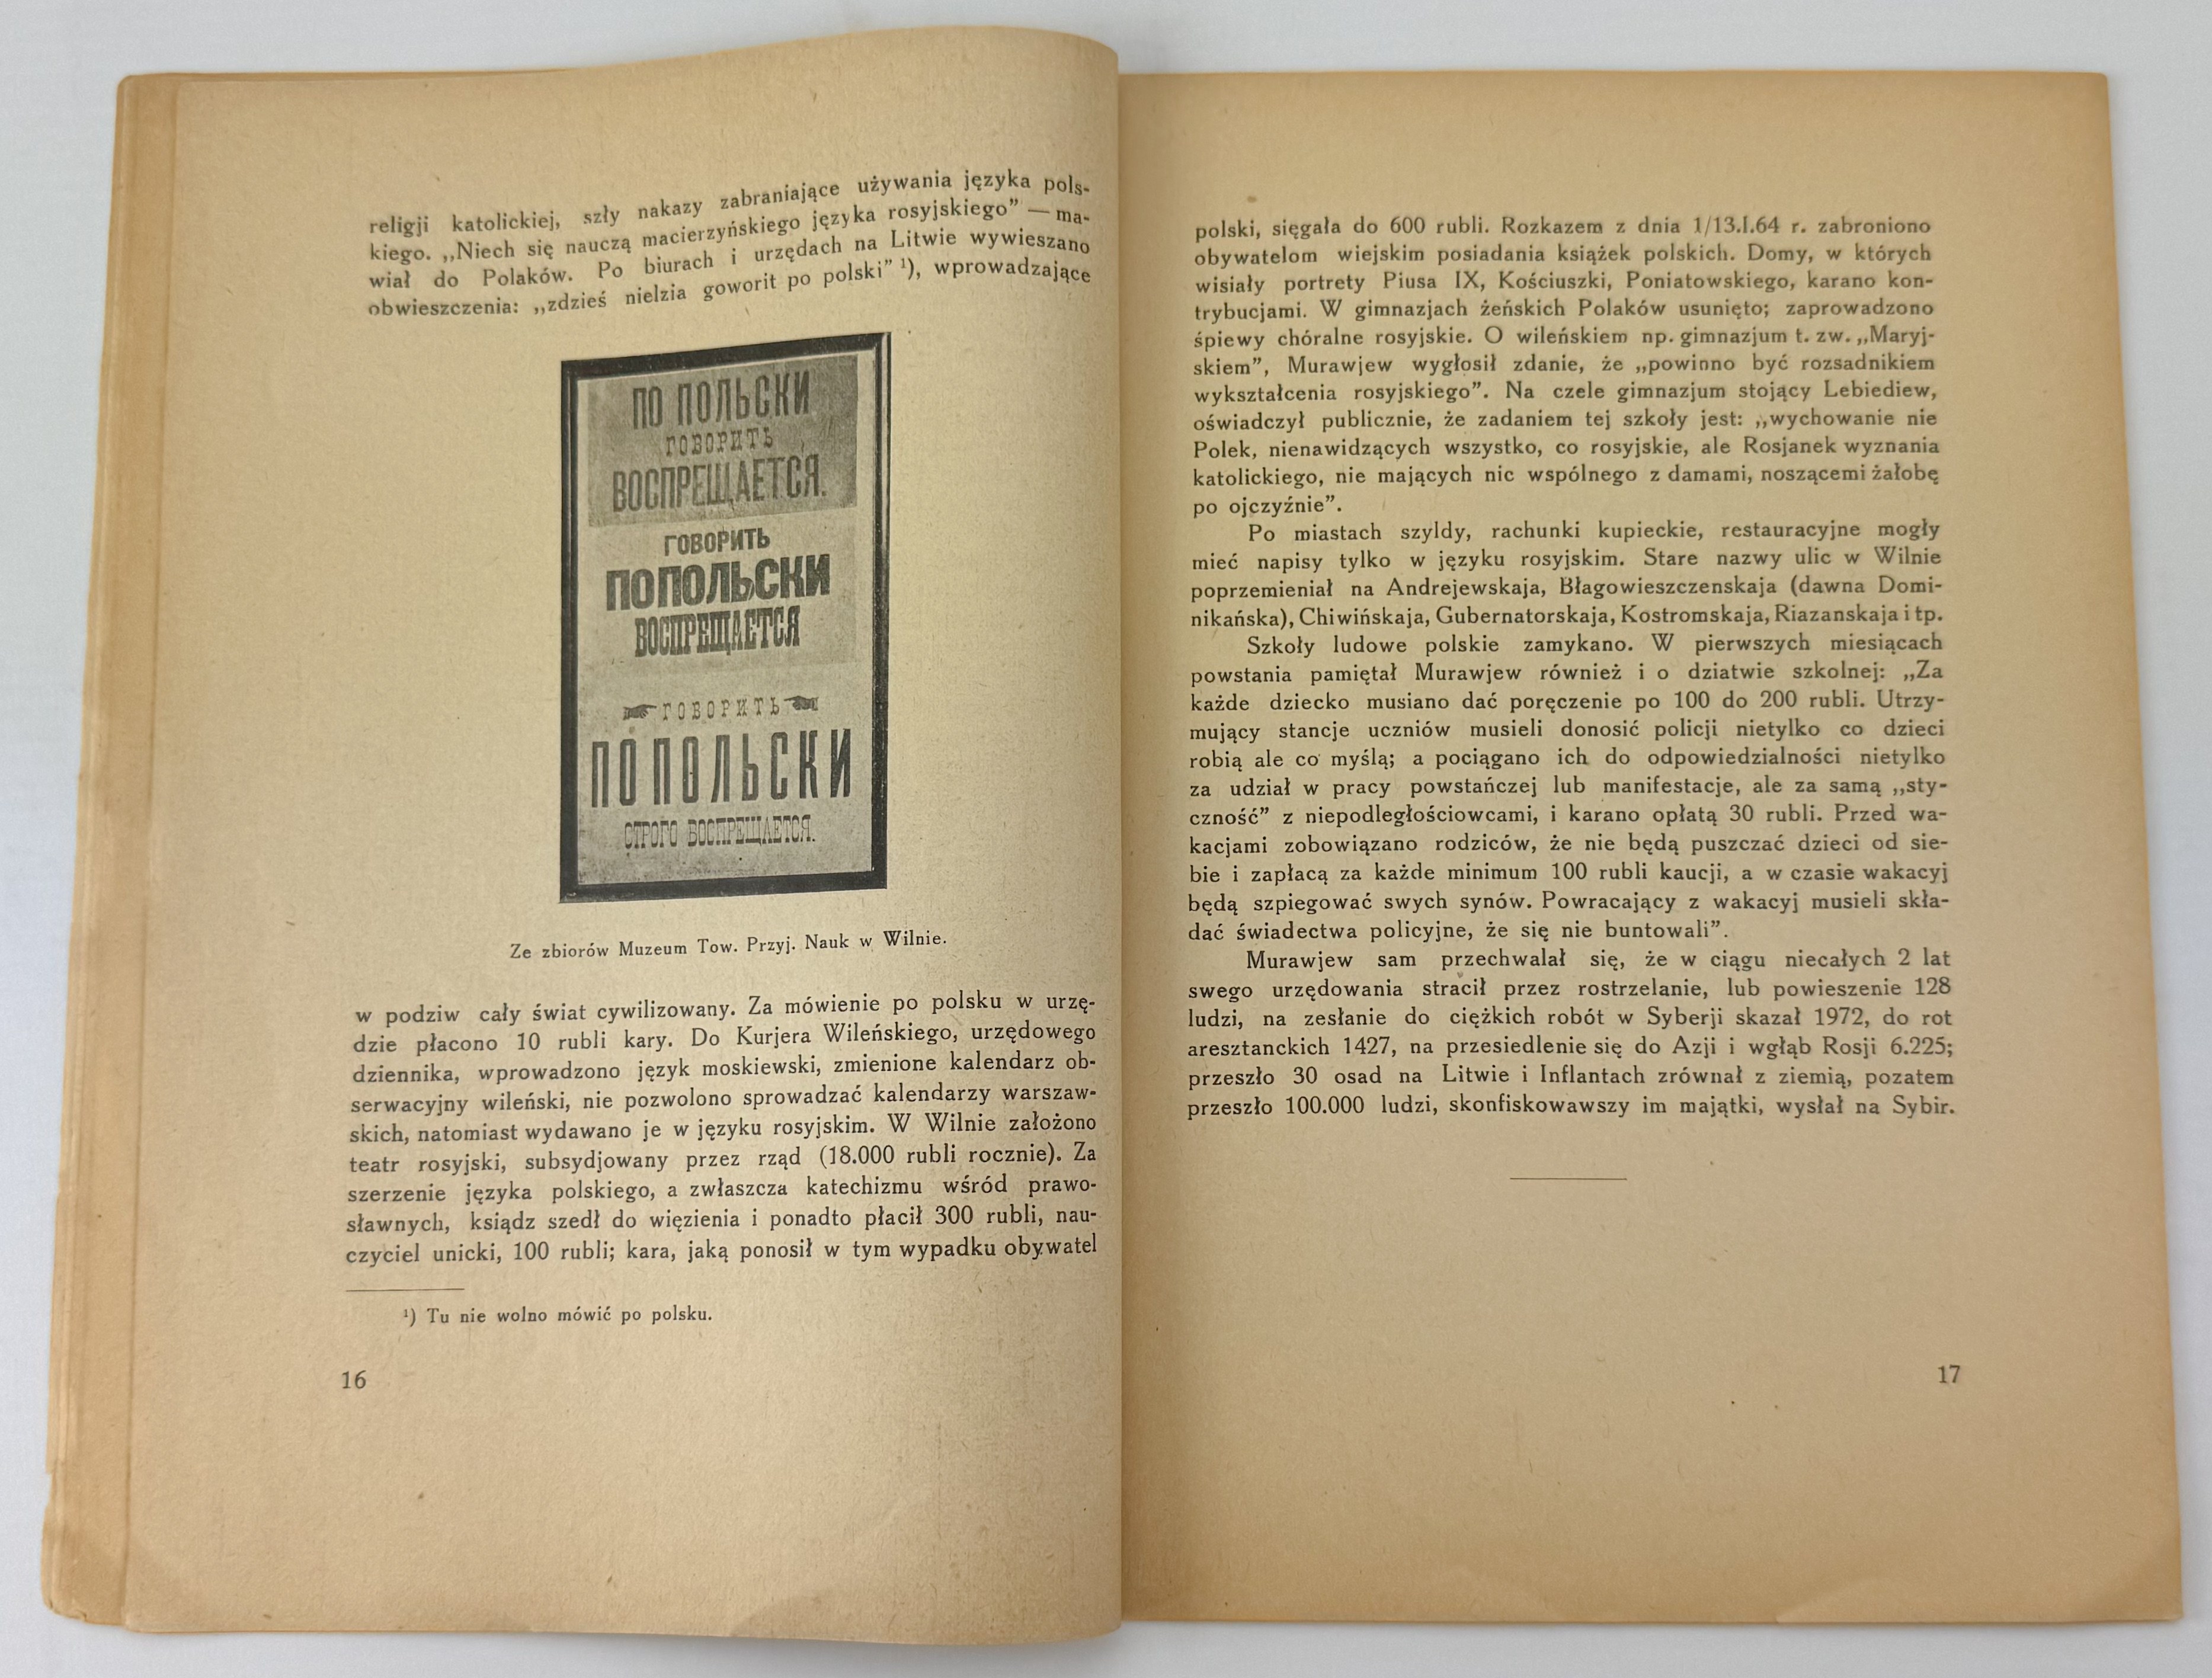 religji katolickiej, szły nakazy zabraniające używania języka pols-
kiego. „Niech się nauczą macierzyńskiego języka rosyjskiego” — ma-
wiał do Polaków. Po biurach i urzędach na Litwie wywieszano
obwieszczenia: „zdzieś nielzia goworit po polski” ¹), wprowadzające
ПО ПОЛЬСКИ
ГОВОРИТЬ
ВОСПРЕЩАЕТСЯ.
ГОВОРИТЬ
ПО ПОЛЬСКИ
ВОСПРЕЩАЕТСЯ
ГОВОРИТЬ
ПО ПОЛЬСКИ
СТРОГО ВОСПРЕЩАЕТСЯ.
Ze zbiorów Muzeum Tow. Przyj. Nauk w Wilnie.
w podziw cały świat cywilizowany. Za mówienie po polsku w urzę-
dzie płacono 10 rubli kary. Do Kurjera Wileńskiego, urzędowego
dziennika, wprowadzono język moskiewski, zmienione kalendarz ob-
serwacyjny wileński, nie pozwolono sprowadzać kalendarzy warszaw-
skich, natomiast wydawano je w języku rosyjskim. W Wilnie założono
teatr rosyjski, subsydjowany przez rząd (18.000 rubli rocznie). Za
szerzenie języka polskiego, a zwłaszcza katechizmu wśród prawo-
sławnych, ksiądz szedł do więzienia i ponadto płacił 300 rubli, nau-
czyciel unicki, 100 rubli; kara, jaką ponosił w tym wypadku obywatel
¹) Tu nie wolno mówić po polsku.
16
polski, sięgała do 600 rubli. Rozkazem z dnia 1/13.I.64 r. zabroniono
obywatelom wiejskim posiadania książek polskich. Domy, w których
wisiały portrety Piusa IX, Kościuszki, Poniatowskiego, karano kon-
trybucjami. W gimnazjach żeńskich Polaków usunięto; zaprowadzono
śpiewy chóralne rosyjskie. O wileńskiem np. gimnazjum t. zw. „Maryj-
skiem”, Murawjew wygłosił zdanie, że „powinno być rozsadnikiem
wykształcenia rosyjskiego”. Na czele gimnazjum stojący Lebiediew,
oświadczył publicznie, że zadaniem tej szkoły jest: „wychowanie nie
Polek, nienawidzących wszystko, co rosyjskie, ale Rosjanek wyznania
katolickiego, nie mających nic wspólnego z damami, noszącemi żałobę
po ojczyźnie”.
Po miastach szyldy, rachunki kupieckie, restauracyjne mogły
mieć napisy tylko w języku rosyjskim. Stare nazwy ulic w Wilnie
poprzemieniał na Andrejewskaja, Błagowieszczenskaja (dawna Domi-
nikańska), Chiwińskaja, Gubernatorskaja, Kostromskaja, Riazanskaja i tp.
Szkoły ludowe polskie zamykano. W pierwszych miesiącach
powstania pamiętał Murawjew również i o dziatwie szkolnej: „Za
każde dziecko musiano dać poręczenie po 100 do 200 rubli. Utrzy-
mujący stancje uczniów musieli donosić policji nietylko co dzieci
robią ale co myślą; a pociągano ich do odpowiedzialności nietylko
za udział w pracy powstańczej lub manifestacje, ale za samą „sty-
czność” z niepodległościowcami, i karano opłatą 30 rubli. Przed wa-
kacjami zobowiązano rodziców, że nie będą puszczać dzieci od sie-
bie i zapłacą za każde minimum 100 rubli kaucji, a w czasie wakacyj
będą szpiegować swych synów. Powracający z wakacyj musieli skła-
dać świadectwa policyjne, że się nie buntowali”.
Murawjew sam przechwalał się, że w ciągu niecałych 2 lat
swego urzędowania stracił przez rostrzelanie, lub powieszenie 128
ludzi, na zesłanie do ciężkich robót w Syberji skazał 1972, do rot
aresztanckich 1427, na przesiedlenie się do Azji i wgłąb Rosji 6.225;
przeszło 30 osad na Litwie i Inflantach zrównał z ziemią, pozatem
przeszło 100.000 ludzi, skonfiskowawszy im majątki, wysłał na Sybir.
17